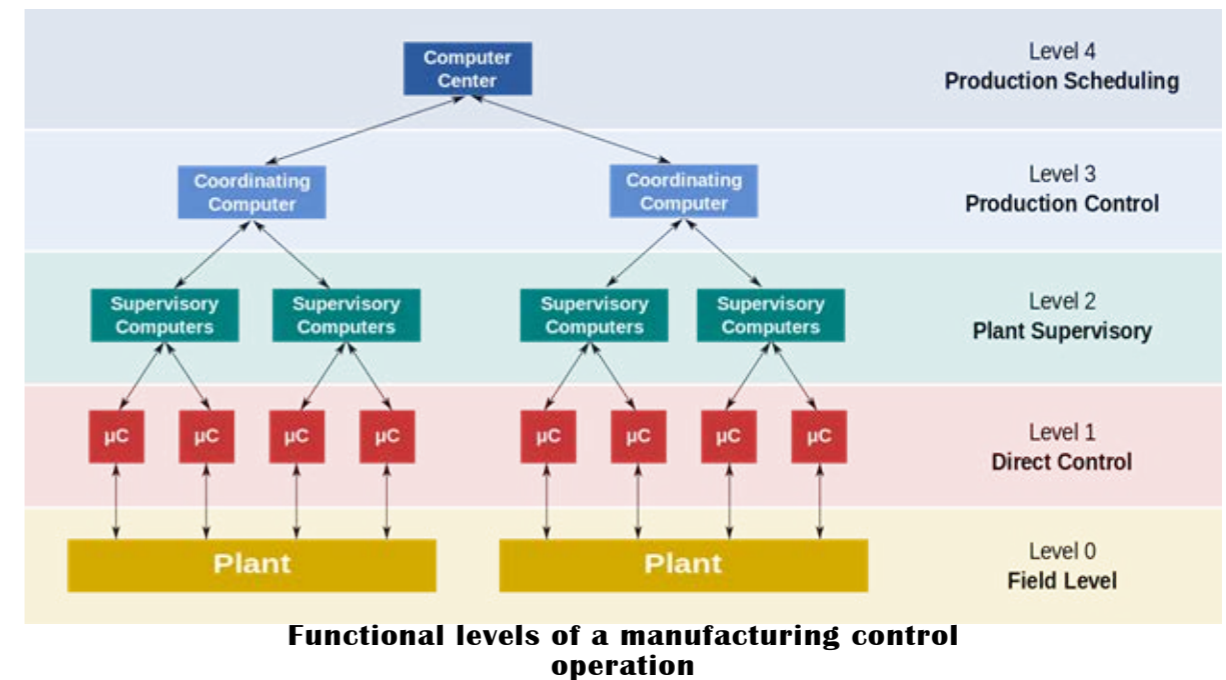 Computer
Center
Level 4
Production Scheduling
Coordinating
Computer
Coordinating
Computer
Level 3
Production Control
Supervisory
Computers
Supervisory
Computers
Supervisory
Computers
Supervisory
Computers
Level 2
Plant Supervisory
µC
µC
µC
µC
µC
µC
µC
µC
Level 1
Direct Control
Plant
Plant
Level 0
Field Level
Functional levels of a manufacturing control
operation